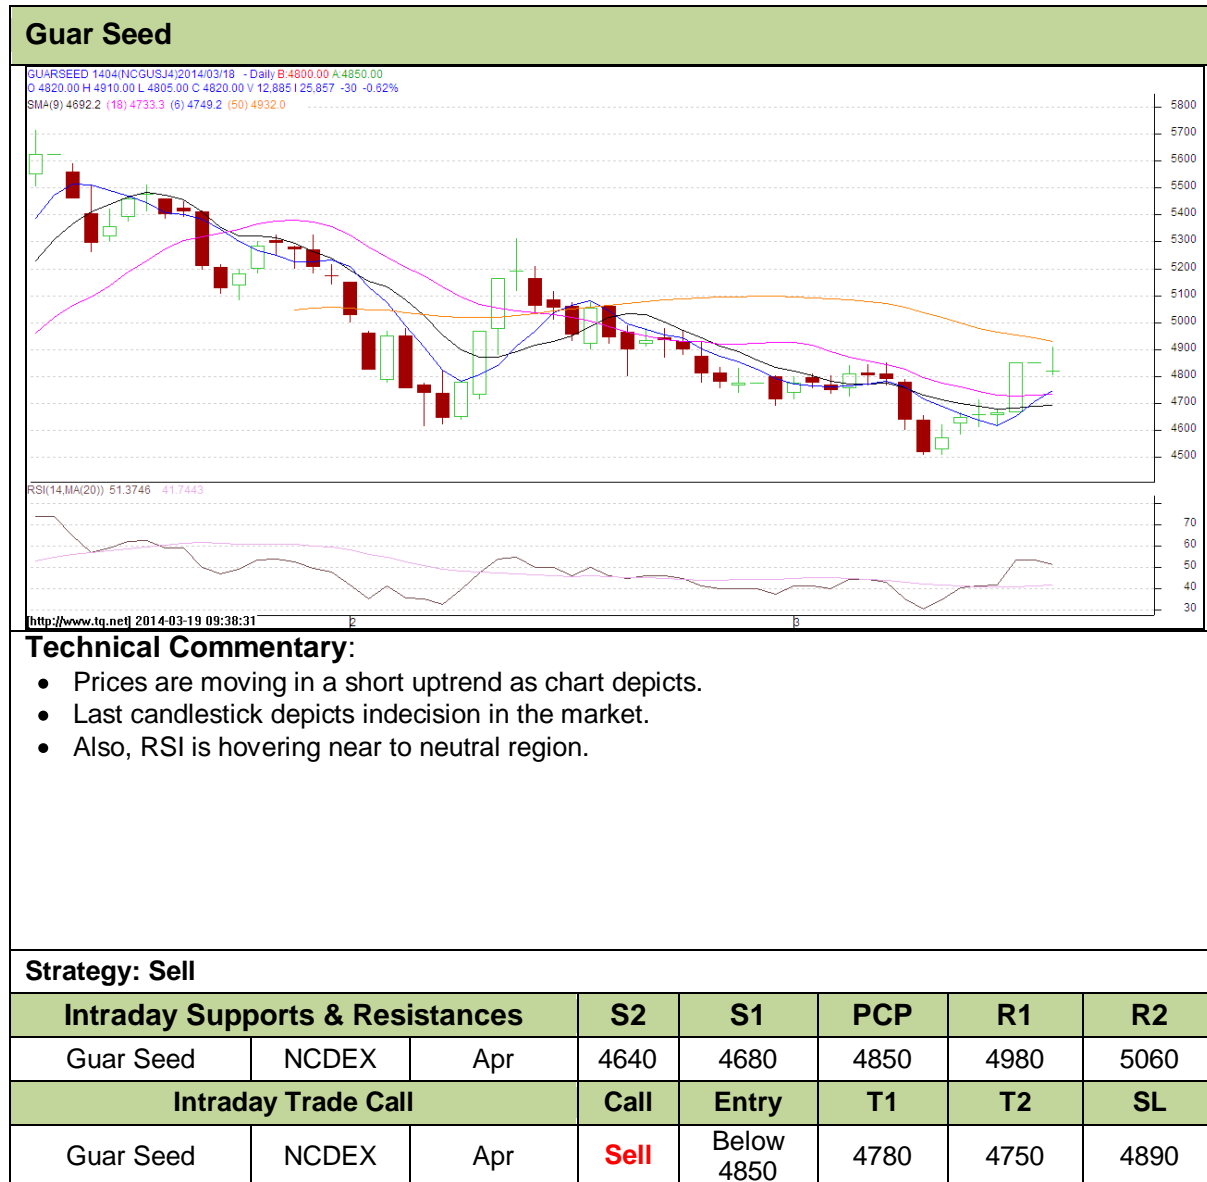 Guar Seed
GUARSEED 1404(NCGUSJ4)2014/03/18 - Daily B:4800.00 A:4850.00
O 4820.00 H 4910.00 L 4805.00 C 4820.00 V 12,885 I 25,857 -30 -0.62%
SMA(9) 4692.2 (18) 4733.3 (6) 4749.2 (50) 4932.0
5800
5700
5600
5500
5400
5300
5200
5100
5000
4900
4800
4700
4600
4500
RSI(14,MA(20)) 51.3746 41.7443
70
60
50
40
30
[http://www.tq.net] 2014-03-19 09:38:31 2 3
Technical Commentary:
• Prices are moving in a short uptrend as chart depicts.
• Last candlestick depicts indecision in the market.
• Also, RSI is hovering near to neutral region.
Strategy: Sell
Intraday Supports & Resistances S2 S1 PCP R1 R2
Guar Seed NCDEX Apr 4640 4680 4850 4980 5060
Intraday Trade Call Call Entry T1 T2 SL
Guar Seed NCDEX Apr Sell Below 4850 4780 4750 4890